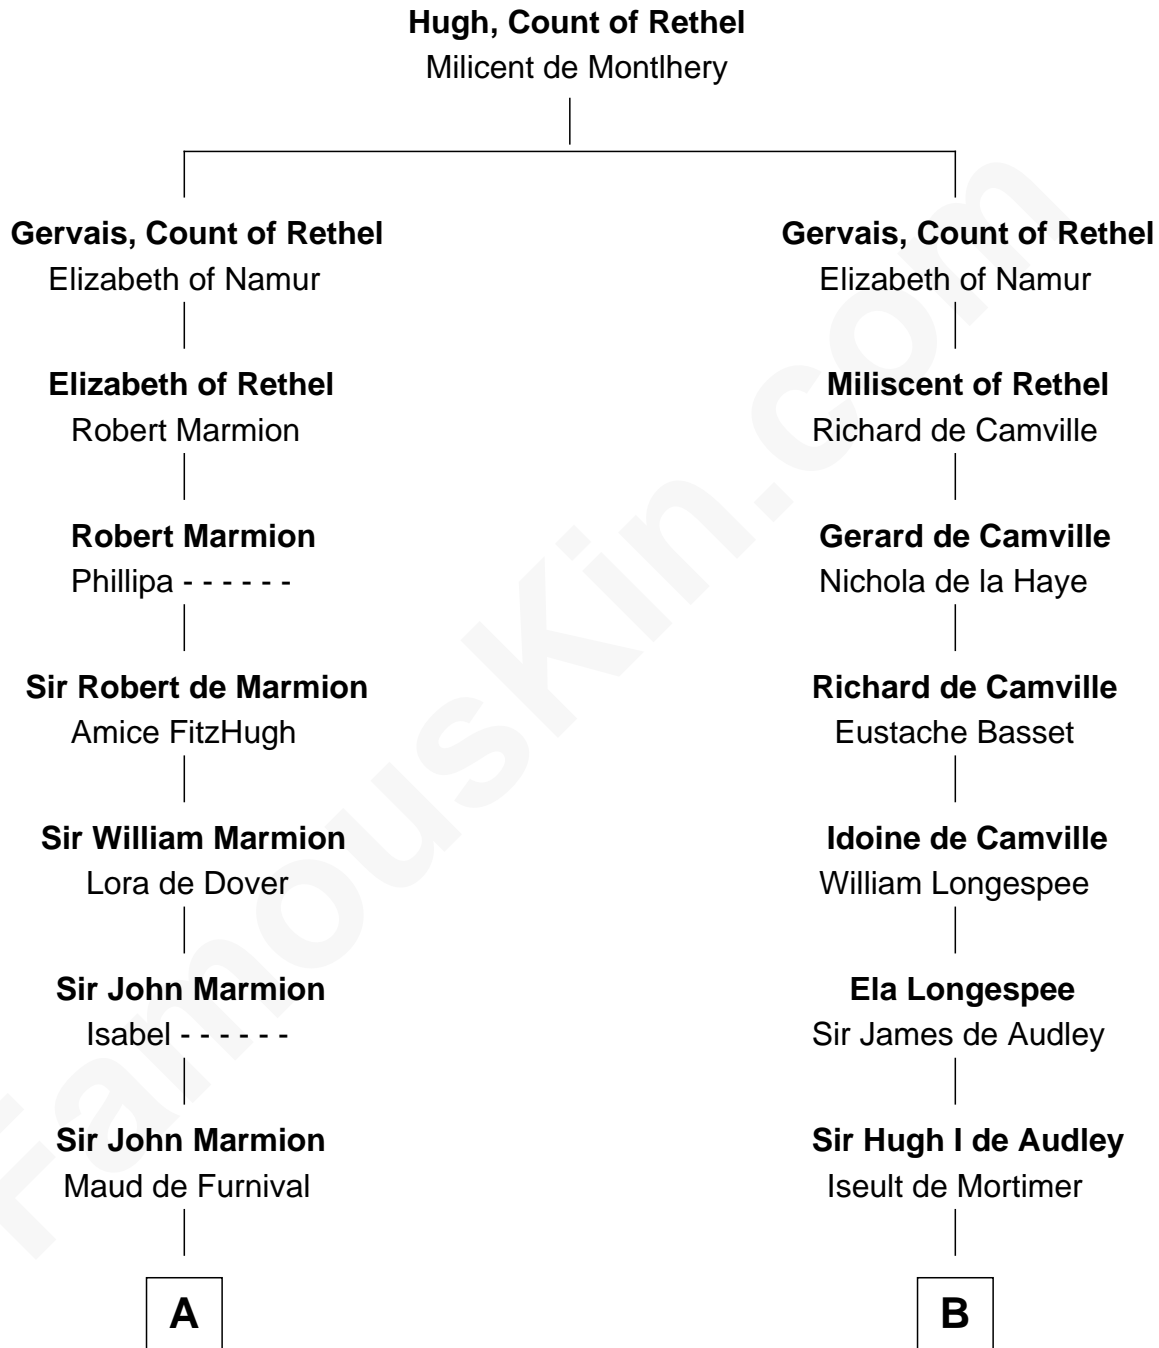 Hugh, Count of Rethel
Milicent de Montlhery
Gervais, Count of Rethel
Elizabeth of Namur
Elizabeth of Rethel
Robert Marmion
Robert Marmion
Phillipa - - - - - -
Sir Robert de Marmion
Amice FitzHugh
Sir William Marmion
Lora de Dover
Sir John Marmion
Isabel - - - - - -
Sir John Marmion
Maud de Furnival
A
Gervais, Count of Rethel
Elizabeth of Namur
Miliscent of Rethel
Richard de Camville
Gerard de Camville
Nichola de la Haye
Richard de Camville
Eustache Basset
Idoine de Camville
William Longespee
Ela Longespee
Sir James de Audley
Sir Hugh I de Audley
Iseult de Mortimer
B
FamousKin.com